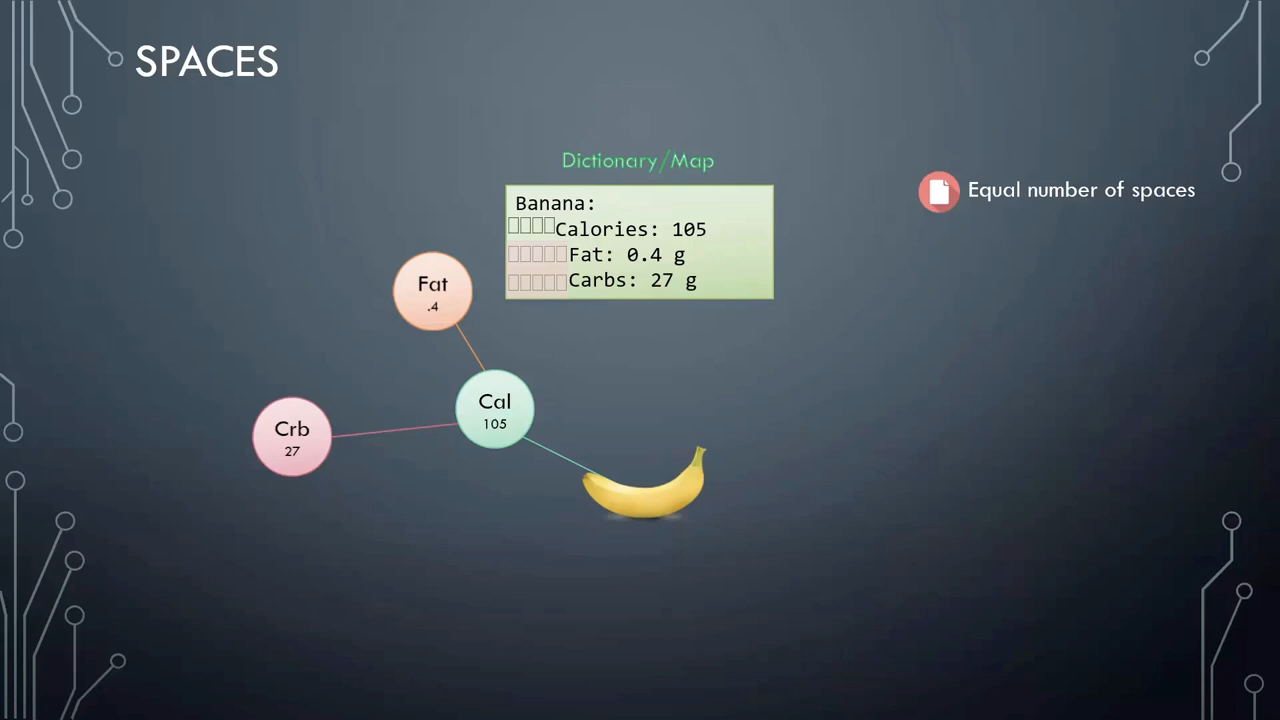 SPACES
Dictionary/Map
Banana:
Calories: 105
Fat: 0.4 g
Carbs: 27 g
Equal number of spaces
Fat
.4
Cal
105
Crb
27